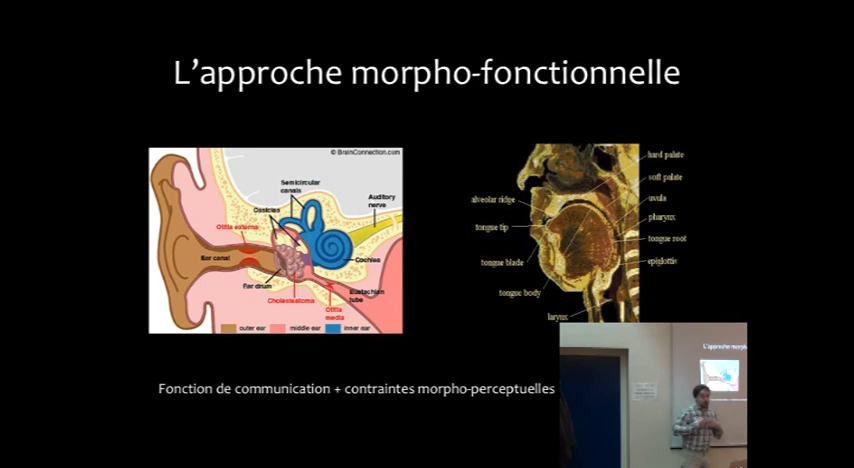 L'approche morpho-fonctionnelle
© BrainConnection.com
Semicircular
canals
Auditory
nerve
Ossicles
Otitis externa
Ear canal
Cochlea
Ear drum
Cholesteatoma
Eustachian
tube
Otitis
media
outer ear
middle ear
inner ear
hard palate
soft palate
alveolar ridge
uvula
pharynx
tongue tip
tongue root
tongue blade
epiglottis
tongue body
larynx
Fonction de communication + contraintes morpho-perceptuelles
L'approche morph